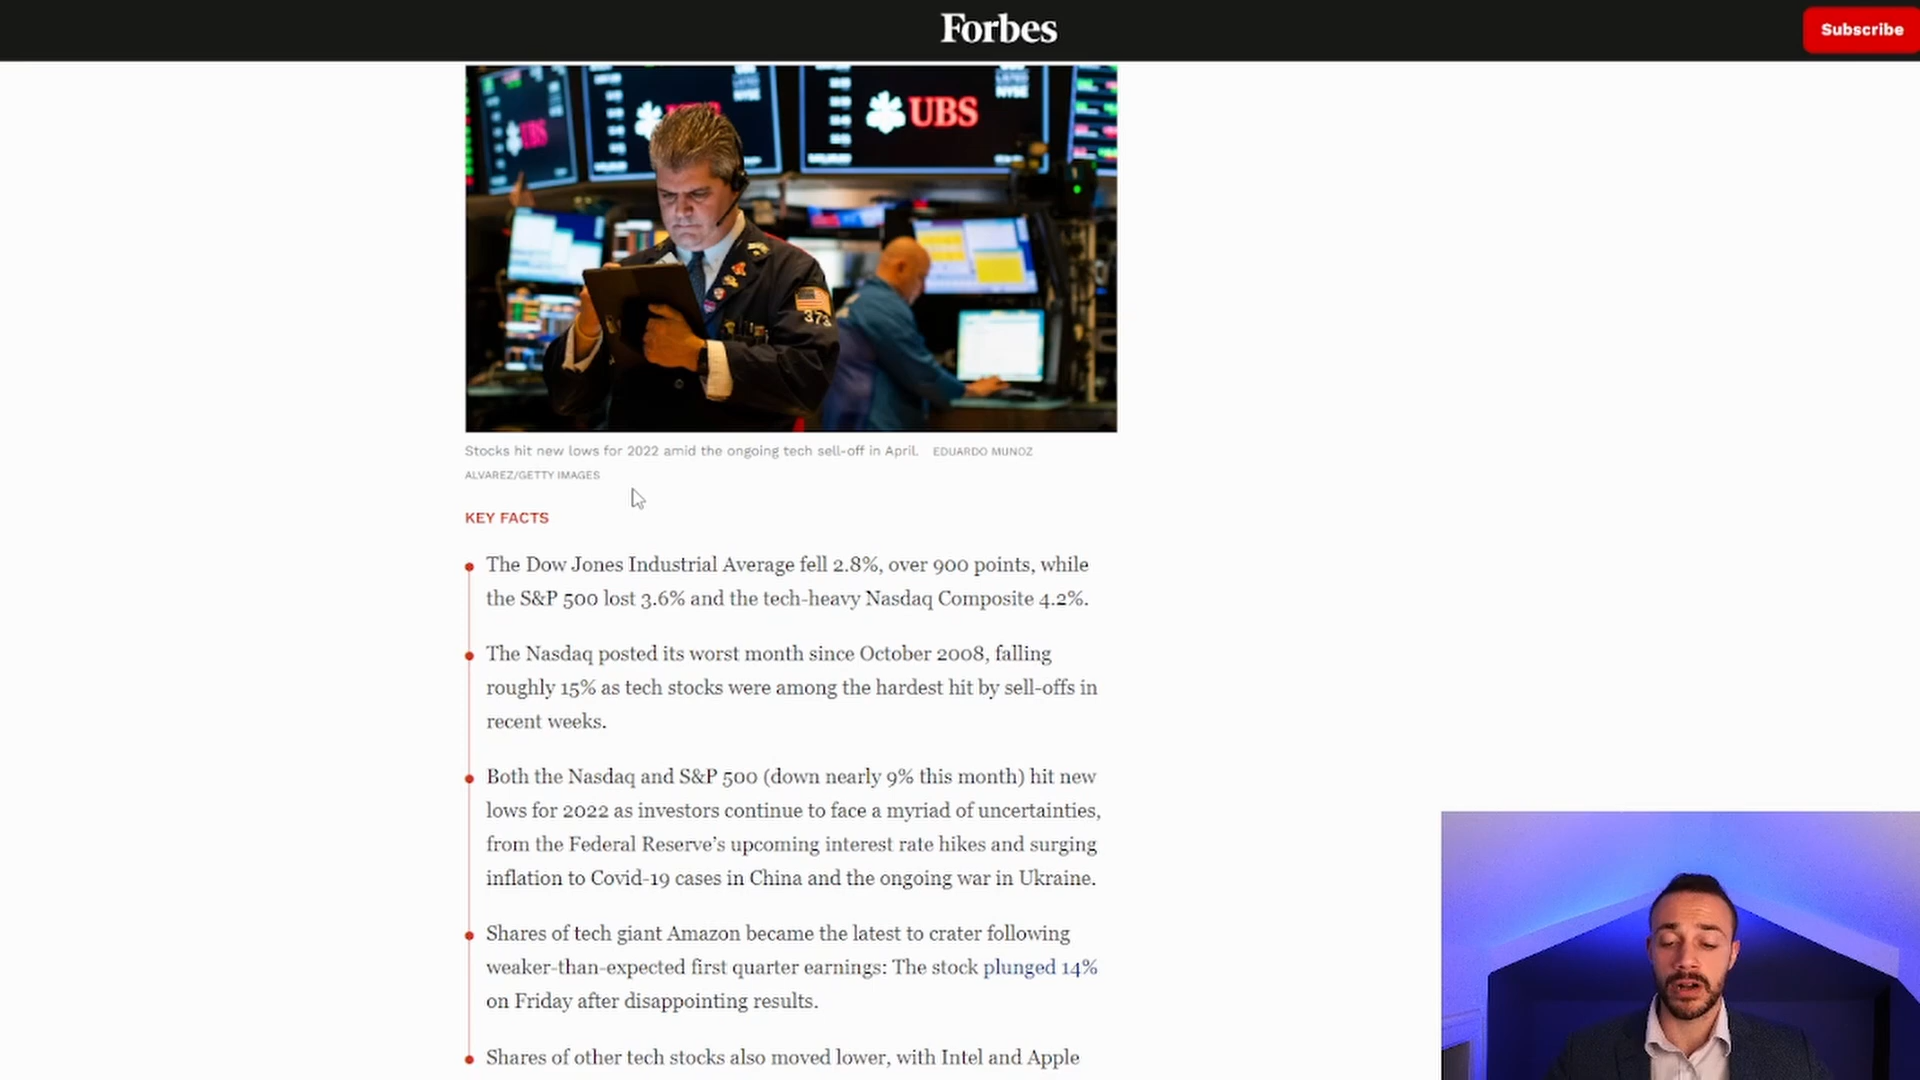 Forbes
Subscribe
UBS
UBS
NYSE
373
Stocks hit new lows for 2022 amid the ongoing tech sell-off in April. EDUARDO MUNOZ
ALVAREZ/GETTY IMAGES
KEY FACTS
The Dow Jones Industrial Average fell 2.8%, over 900 points, while
the S&P 500 lost 3.6% and the tech-heavy Nasdaq Composite 4.2%.
The Nasdaq posted its worst month since October 2008, falling
roughly 15% as tech stocks were among the hardest hit by sell-offs in
recent weeks.
Both the Nasdaq and S&P 500 (down nearly 9% this month) hit new
lows for 2022 as investors continue to face a myriad of uncertainties,
from the Federal Reserve’s upcoming interest rate hikes and surging
inflation to Covid-19 cases in China and the ongoing war in Ukraine.
Shares of tech giant Amazon became the latest to crater following
weaker-than-expected first quarter earnings: The stock plunged 14%
on Friday after disappointing results.
Shares of other tech stocks also moved lower, with Intel and Apple